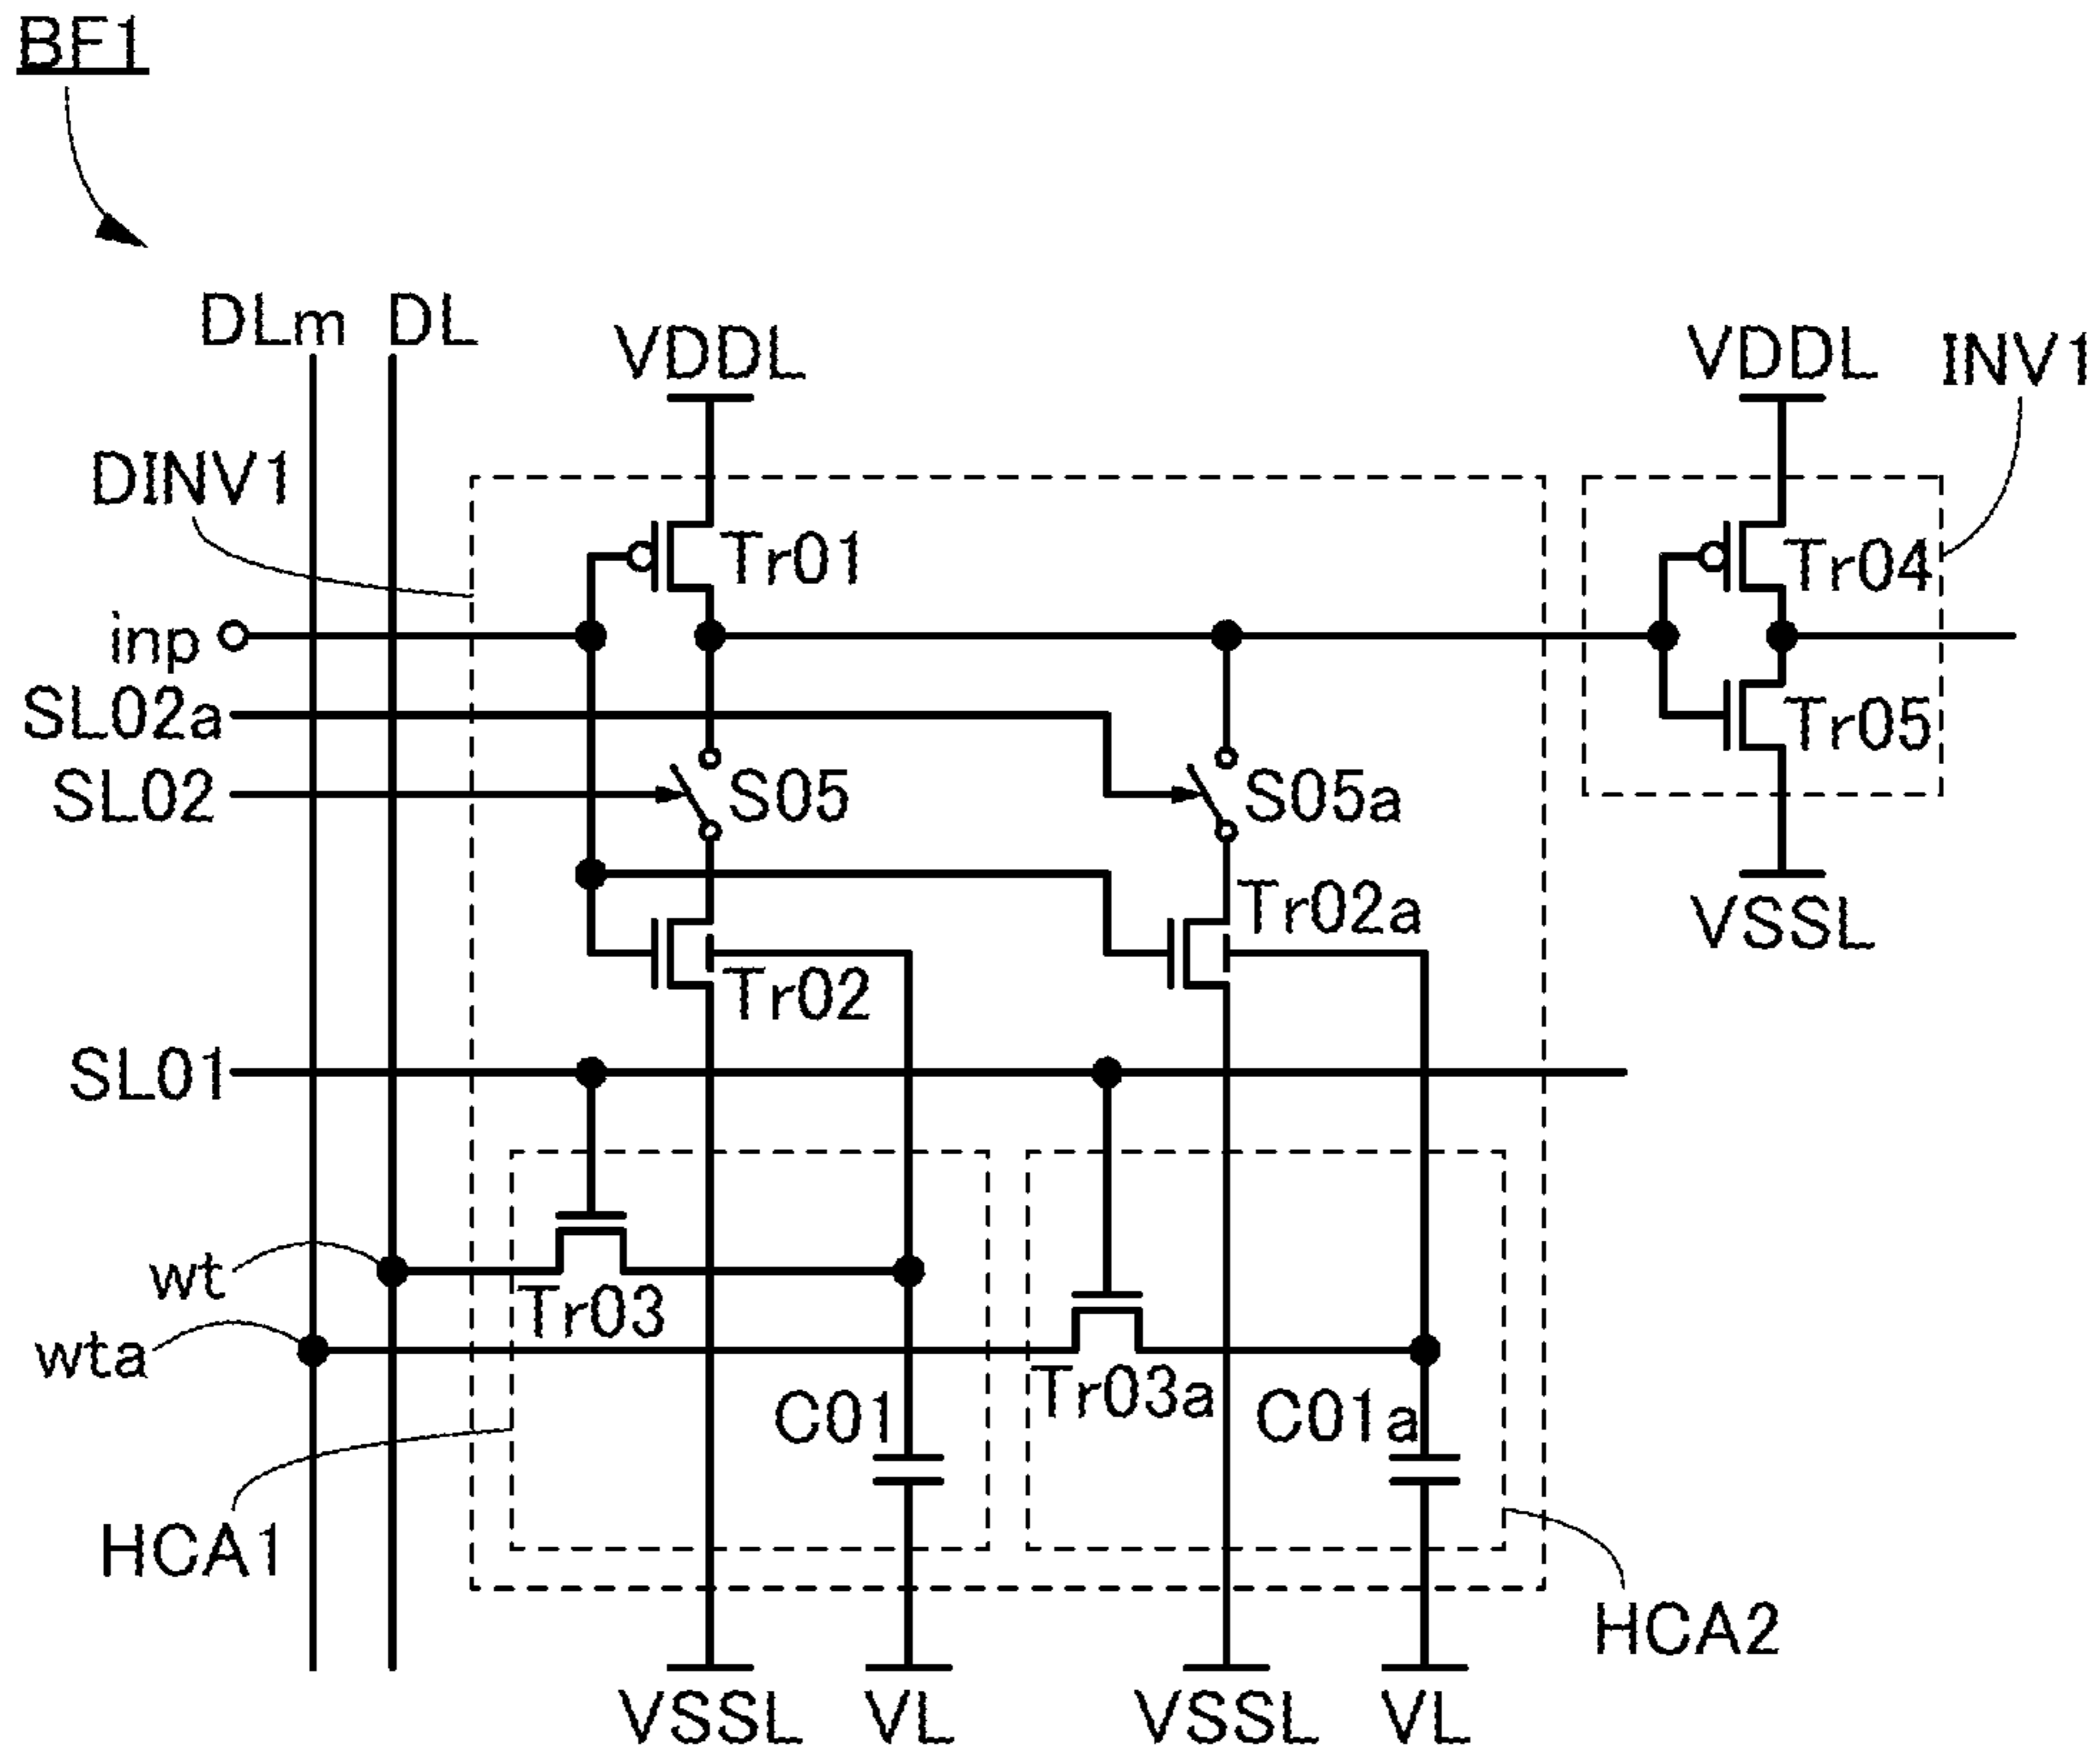 BF1
DLm DL
VDDL VDDL INV1
DINV1
Tr01 Tr04
inp
SL02a Tr05
SL02 S05 S05a
Tr02a VSSL
Tr02
SL01
wt Tr03
wta Tr03a
C01 C01a
HCA1
HCA2
VSSL VL VSSL VL